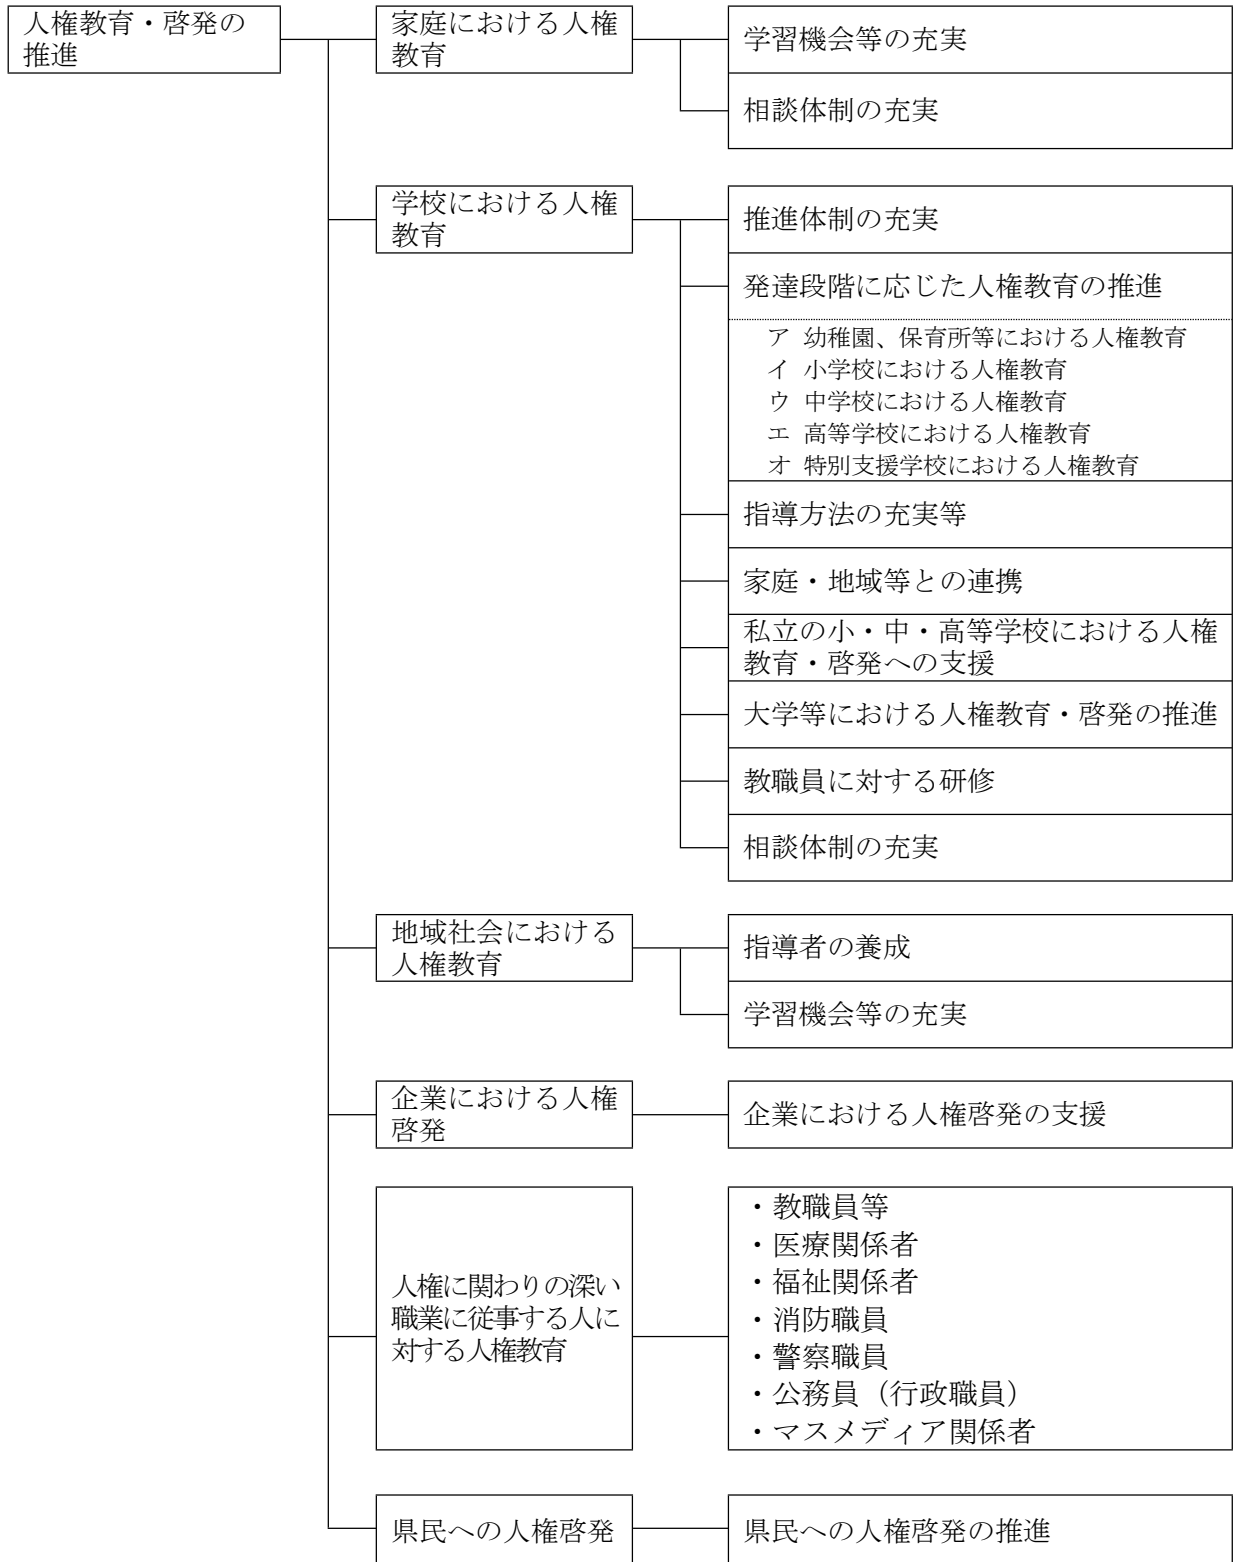 人権教育・啓発の
推進
家庭における人権
教育
学習機会等の充実
相談体制の充実
学校における人権
教育
推進体制の充実
発達段階に応じた人権教育の推進
ア 幼稚園、保育所等における人権教育
イ 小学校における人権教育
ウ 中学校における人権教育
エ 高等学校における人権教育
オ 特別支援学校における人権教育
指導方法の充実等
家庭・地域等との連携
私立の小・中・高等学校における人権
教育・啓発への支援
大学等における人権教育・啓発の推進
教職員に対する研修
相談体制の充実
地域社会における
人権教育
指導者の養成
学習機会等の充実
企業における人権
啓発
企業における人権啓発の支援
人権に関わりの深い
職業に従事する人に
対する人権教育
・教職員等
・医療関係者
・福祉関係者
・消防職員
・警察職員
・公務員（行政職員）
・マスメディア関係者
県民への人権啓発
県民への人権啓発の推進